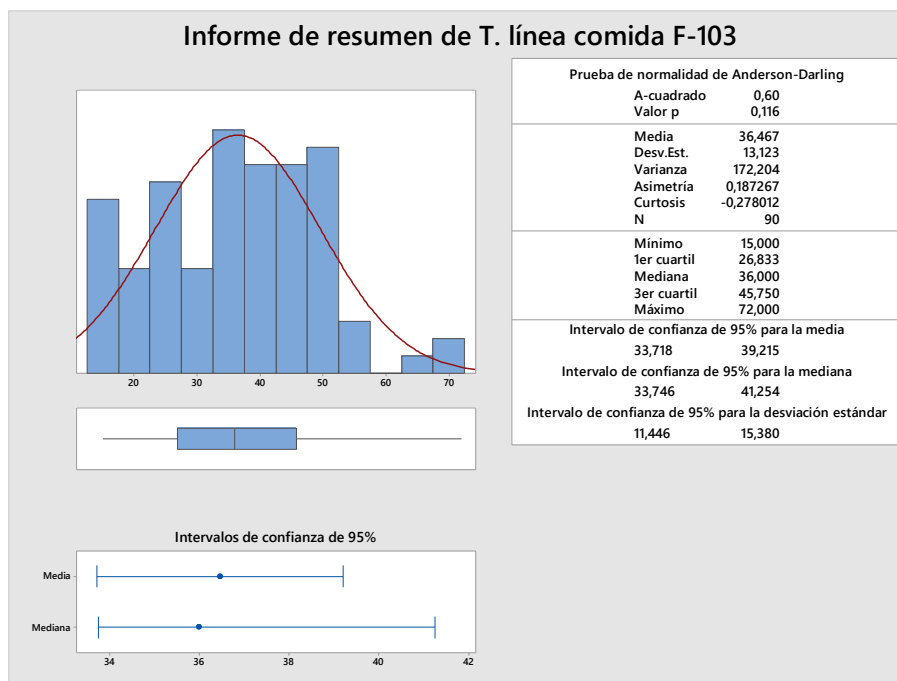 Informe de resumen de T. línea comida F-103
Prueba de normalidad de Anderson-Darling
A-cuadrado 0,60
Valor p 0,116
Media 36,467
Desv.Est. 13,123
Varianza 172,204
Asimetría 0,187267
Curtosis -0,278012
N 90
Mínimo 15,000
1er cuartil 26,833
Mediana 36,000
3er cuartil 45,750
Máximo 72,000
Intervalo de confianza de 95% para la media
33,718 39,215
Intervalo de confianza de 95% para la mediana
33,746 41,254
Intervalo de confianza de 95% para la desviación estándar
11,446 15,380
20 30 40 50 60 70
Intervalos de confianza de 95%
Media
Mediana
34 36 38 40 42